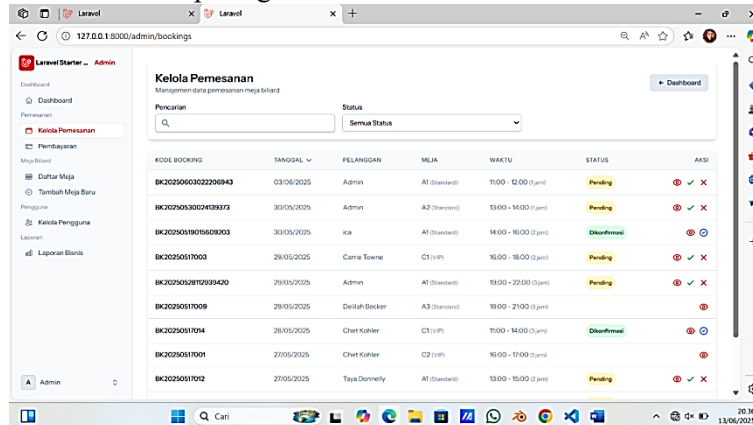 Laravel
Laravel
127.0.0.1:8000/admin/bookings
Laravel Starter ... Admin
Dashboard
Dashboard
Pemesanan
Kelola Pemesanan
Pembayaran
Meja Biliard
Daftar Meja
Tambah Meja Baru
Pengguna
Kelola Pengguna
Laporan
Laporan Bisnis
A Admin
Kelola Pemesanan
Manajemen data pemesanan meja biliard
← Dashboard
Pencarian Status
Semua Status
KODE BOOKING TANGGAL PELANGGAN MEJA WAKTU STATUS AKSI
BK20250603022206943 03/06/2025 Admin A1 (Standard) 11:00 - 12:00 (1 jam) Pending
BK20250530024139373 30/05/2025 Admin A2 (Standard) 13:00 - 14:00 (1 jam) Pending
BK20250519015609203 30/05/2025 ica A1 (Standard) 14:00 - 16:00 (2 jam) Dikonfirmasi
BK20250517003 29/05/2025 Carrie Towne C1 (VIP) 16:00 - 18:00 (2 jam) Pending
BK20250528112939420 29/05/2025 Admin A1 (Standard) 19:00 - 22:00 (3 jam) Pending
BK20250517009 29/05/2025 Delilah Becker A3 (Standard) 18:00 - 21:00 (3 jam)
BK20250517014 28/05/2025 Chet Kohler C1 (VIP) 11:00 - 14:00 (3 jam) Dikonfirmasi
BK20250517001 27/05/2025 Chet Kohler C2 (VIP) 16:00 - 17:00 (1 jam)
BK20250517012 27/05/2025 Taya Donnelly A1 (Standard) 13:00 - 15:00 (2 jam) Pending
Cari
13/06/2025